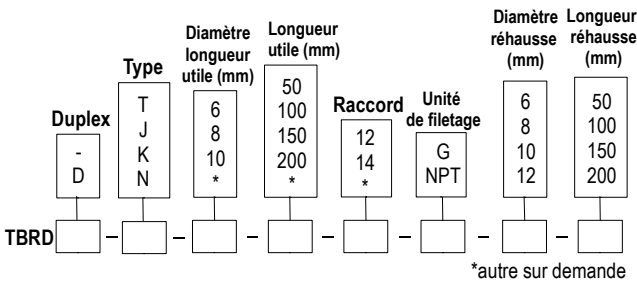 Duplex
-
D
Type
T
J
K
N
Diamètre
longueur
utile (mm)
6
8
10
*
Longueur
utile (mm)
50
100
150
200
*
Raccord
12
14
*
Unité
de filetage
G
NPT
Diamètre
réhausse
(mm)
6
8
10
12
Longueur
réhausse
(mm)
50
100
150
200
TBRD - - - - - - -
*autre sur demande